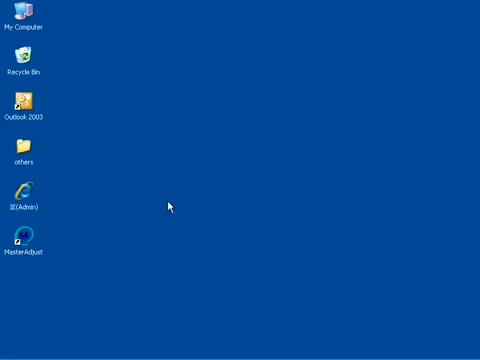 My Computer
Recycle Bin
Outlook 2003
others
IE(Admin)
MasterAdjust